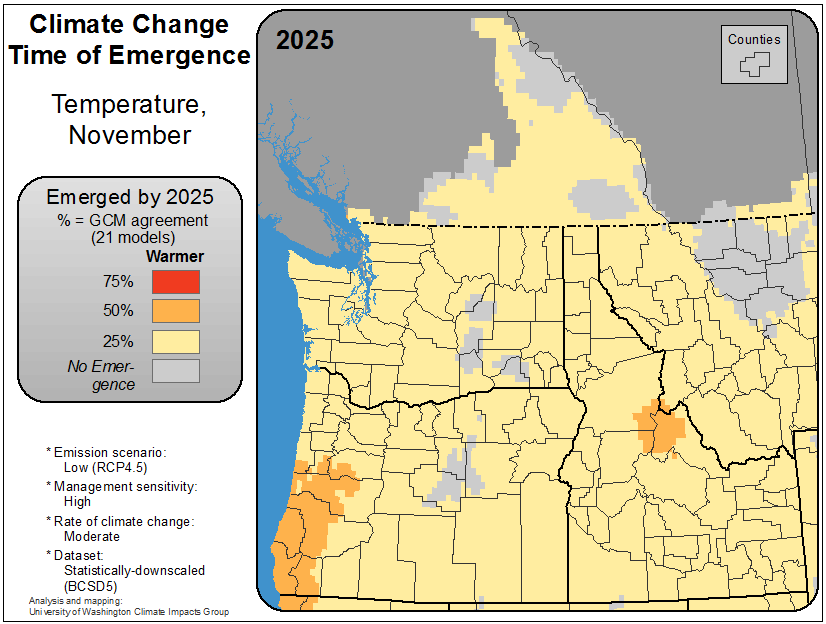 Climate Change
Time of Emergence
Temperature,
November
Emerged by 2025
% = GCM agreement
(21 models)
Warmer
75%
50%
25%
No Emer-
gence
* Emission scenario:
Low (RCP4.5)
* Management sensitivity:
High
* Rate of climate change:
Moderate
* Dataset:
Statistically-downscaled
(BCSD5)
Analysis and mapping:
University of Washington Climate Impacts Group
2025
Counties